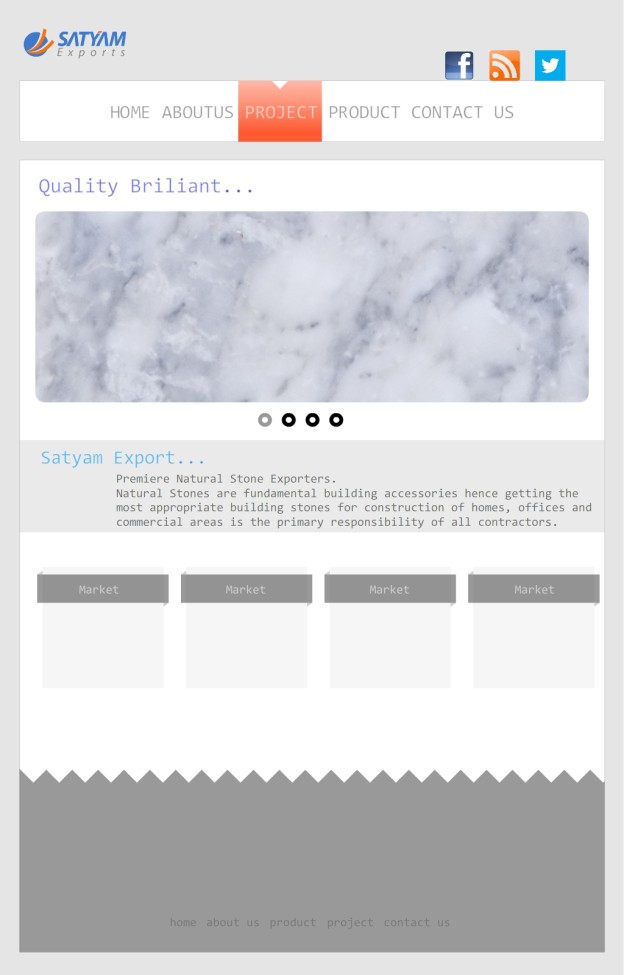 SATYAM
Exports
HOME ABOUTUS PROJECT PRODUCT CONTACT US
Quality Briliant...
Satyam Export...
Premiere Natural Stone Exporters.
Natural Stones are fundamental building accessories hence getting the
most appropriate building stones for construction of homes, offices and
commercial areas is the primary responsibility of all contractors.
Market Market Market Market
home about us product project contact us